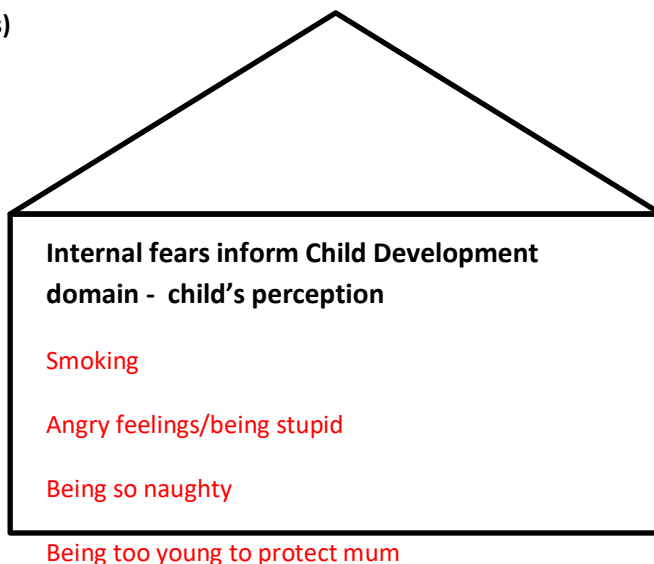 s)
Internal fears inform Child Development
domain - child's perception
Smoking
Angry feelings/being stupid
Being so naughty
Being too young to protect mum